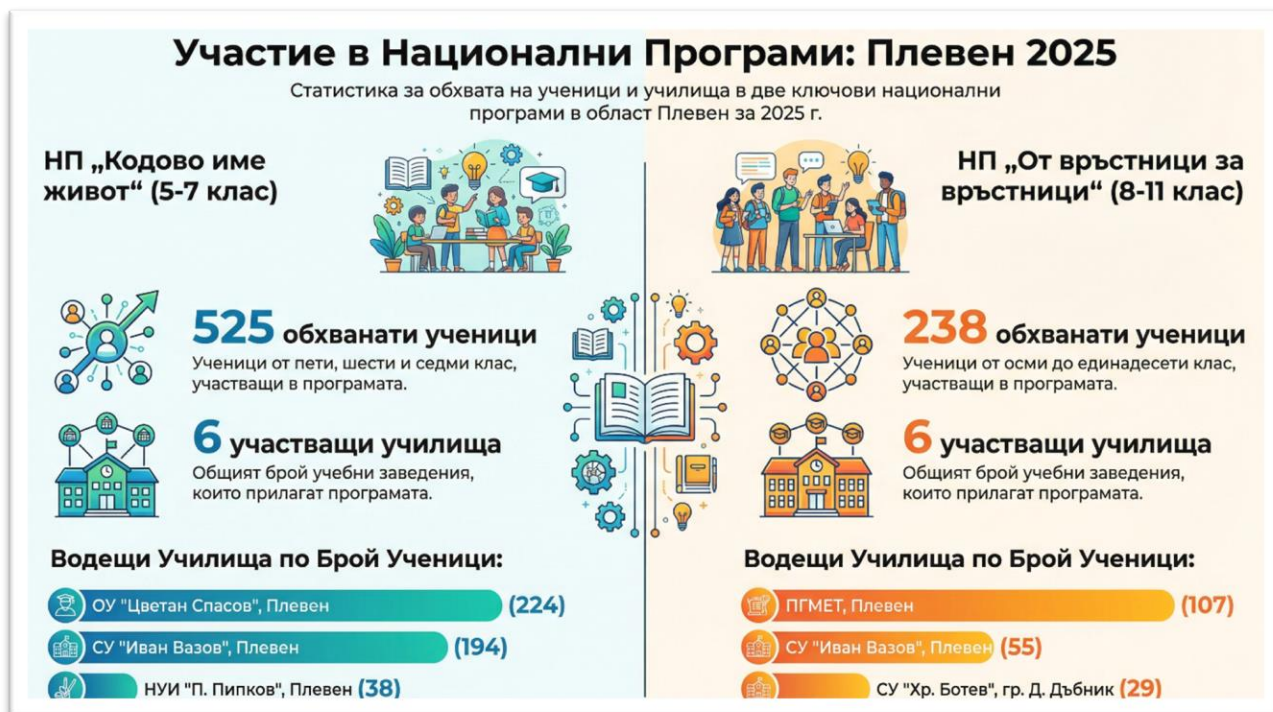 Участие в Национални Програми: Плевен 2025
Статистика за обхвата на ученици и училища в две ключови национални
програми в област Плевен за 2025 г.
НП „Кодово име
живот“ (5-7 клас)
525 обхванати ученици
Ученици от пети, шести и седми клас,
участващи в програмата.
6 участващи училища
Общият брой учебни заведения,
които прилагат програмата.
Водещи Училища по Брой Ученици:
ОУ "Цветан Спасов", Плевен (224)
СУ "Иван Вазов", Плевен (194)
НУИ "П. Пипков", Плевен (38)
НП „От връстници за
връстници“ (8-11 клас)
238 обхванати ученици
Ученици от осми до единадесети клас,
участващи в програмата.
6 участващи училища
Общият брой учебни заведения,
които прилагат програмата.
Водещи Училища по Брой Ученици:
ПГМЕТ, Плевен (107)
СУ "Иван Вазов", Плевен (55)
СУ "Хр. Ботев", гр. Д. Дъбник (29)